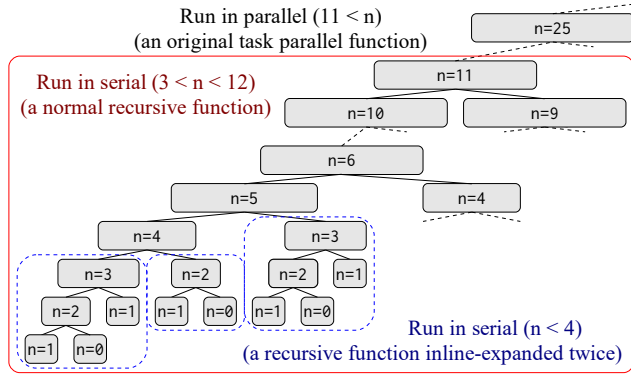 Run in parallel (11 < n)
(an original task parallel function)
n=25
Run in serial (3 < n < 12)
(a normal recursive function)
n=11
n=10
n=9
n=6
n=5
n=4
n=4
n=3
n=3
n=2
n=2
n=1
n=2
n=1
n=1
n=0
n=1
n=0
n=1
n=0
Run in serial (n < 4)
(a recursive function inline-expanded twice)